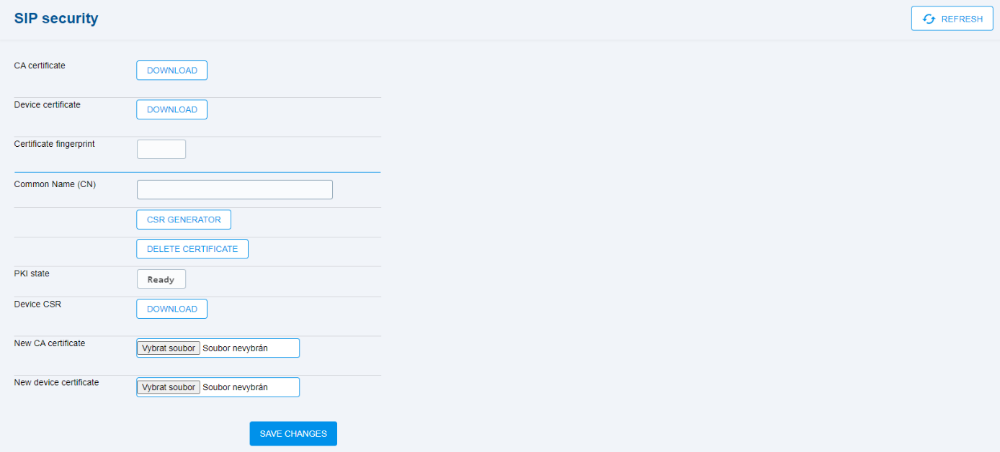 SIP security
REFRESH
CA certificate
DOWNLOAD
Device certificate
DOWNLOAD
Certificate fingerprint
Common Name (CN)
CSR GENERATOR
DELETE CERTIFICATE
PKI state
Ready
Device CSR
DOWNLOAD
New CA certificate
Vybrat soubor Soubor nevybrán
New device certificate
Vybrat soubor Soubor nevybrán
SAVE CHANGES